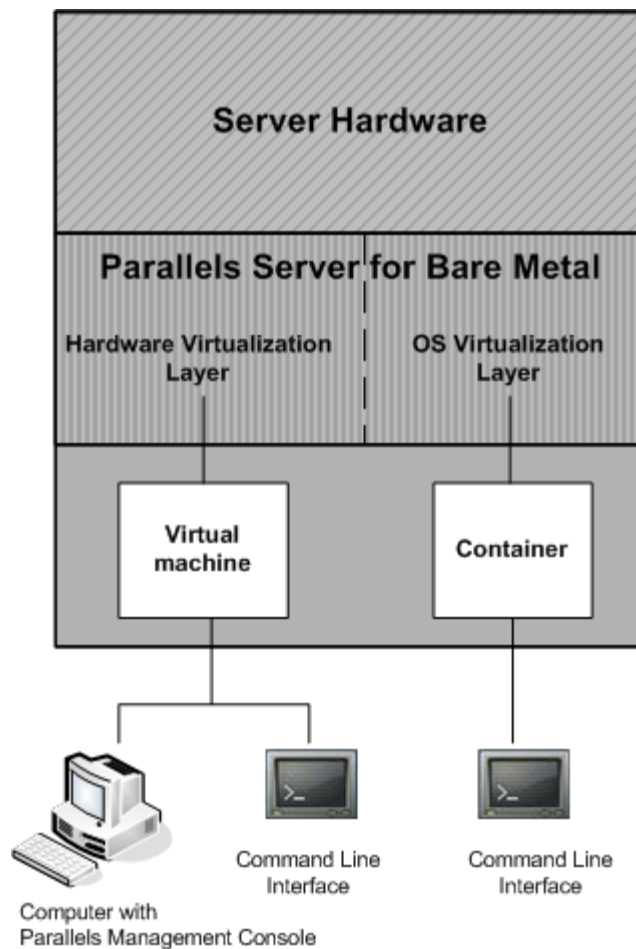 Server Hardware
Parallels Server for Bare Metal
Hardware Virtualization
Layer
OS Virtualization
Layer
Virtual
machine
Container
>_
>_
Command Line
Interface
Command Line
Interface
Computer with
Parallels Management Console